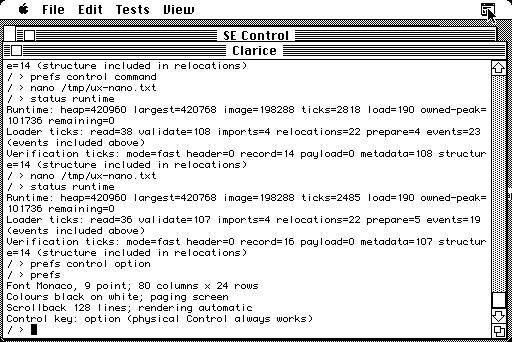 File Edit Tests View
SE Control
Clarice
e=14 (structure included in relocations)
/ > prefs control command
/ > nano /tmp/ux-nano.txt
/ > status runtime
Runtime: heap=420960 largest=420768 image=198288 ticks=2818 load=190 owned-peak=
101736 remaining=0
Loader ticks: read=38 validate=108 imports=4 relocations=22 prepare=4 events=23
(events included above)
Verification ticks: mode=fast header=0 record=14 payload=0 metadata=108 structur
e=14 (structure included in relocations)
/ > nano /tmp/ux-nano.txt
/ > status runtime
Runtime: heap=420960 largest=420768 image=198288 ticks=2485 load=190 owned-peak=
101736 remaining=0
Loader ticks: read=36 validate=107 imports=4 relocations=22 prepare=5 events=19
(events included above)
Verification ticks: mode=fast header=0 record=16 payload=0 metadata=107 structur
e=14 (structure included in relocations)
/ > prefs control option
/ > prefs
Font Monaco, 9 point; 80 columns x 24 rows
Colours black on white; paging screen
Scrollback 128 lines; rendering automatic
Control key: option (physical Control always works)
/ >